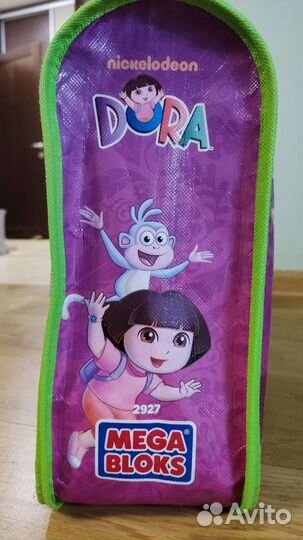 nickelodeon
DORA
2927
MEGA
BLOKS
Avito